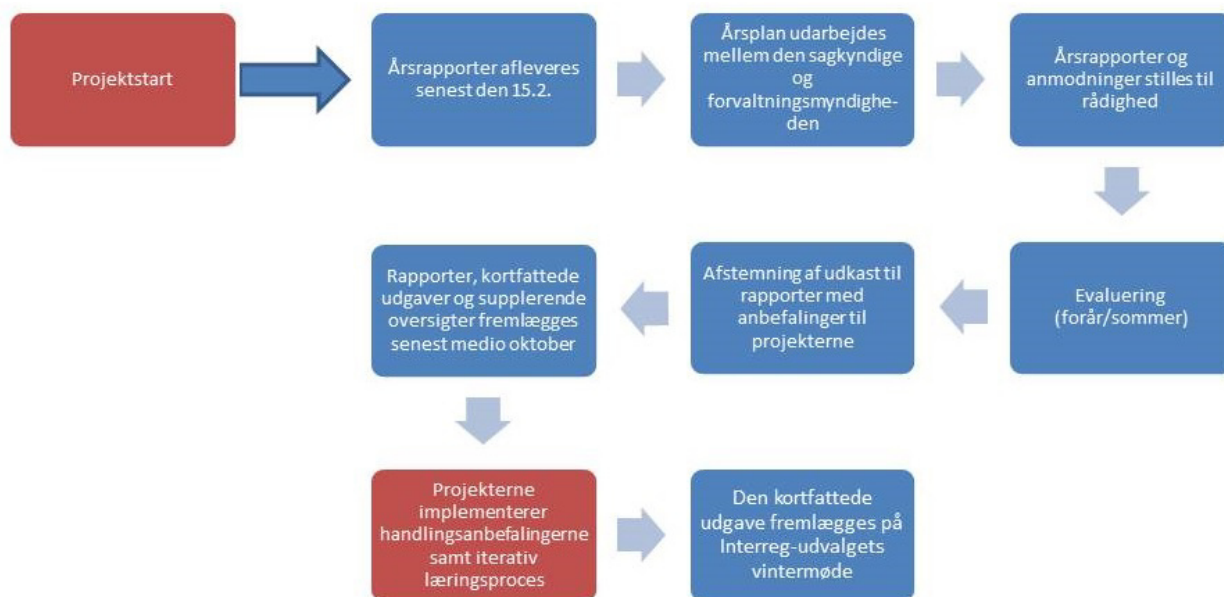 Projektstart
Årsrapporter afleveres
senest den 15.2.
Årsplan udarbejdes
mellem den sagkyndige
og
forvaltningsmyndighe-
den
Årsrapporter og
anmodninger stilles til
rådighed
Evaluering
(forår/sommer)
Afstemning af udkast til
rapporter med
anbefalinger til
projekterne
Rapporter, kortfattede
udgaver og supplerende
oversigter fremlægges
senest medio oktober
Projekterne
implementerer
handlingsanbefalingerne
samt iterativ
læringsproces
Den kortfattede
udgave fremlægges på
Interreg-udvalgets
vintermøde